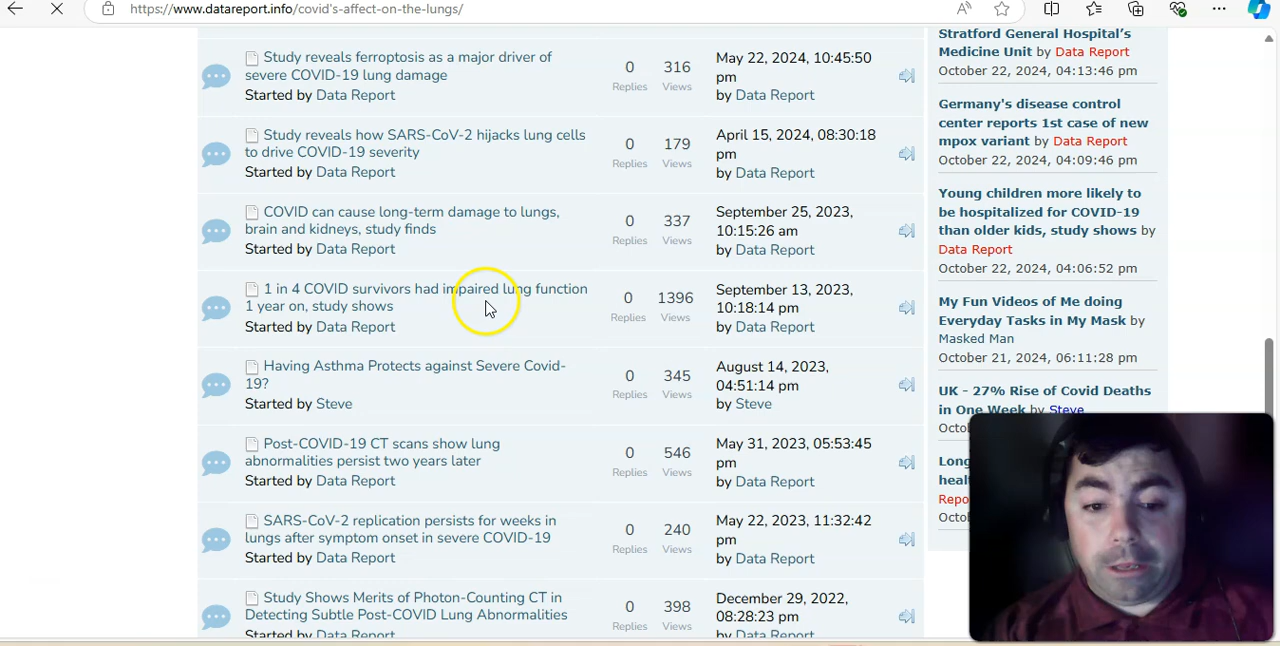 https://www.datareport.info/covid's-affect-on-the-lungs/
Study reveals ferroptosis as a major driver of
severe COVID-19 lung damage
Started by Data Report
0
Replies
316
Views
May 22, 2024, 10:45:50
pm
by Data Report
Study reveals how SARS-CoV-2 hijacks lung cells
to drive COVID-19 severity
Started by Data Report
0
Replies
179
Views
April 15, 2024, 08:30:18
pm
by Data Report
COVID can cause long-term damage to lungs,
brain and kidneys, study finds
Started by Data Report
0
Replies
337
Views
September 25, 2023,
10:15:26 am
by Data Report
1 in 4 COVID survivors had impaired lung function
1 year on, study shows
Started by Data Report
0
Replies
1396
Views
September 13, 2023,
10:18:14 pm
by Data Report
Having Asthma Protects against Severe Covid-
19?
Started by Steve
0
Replies
345
Views
August 14, 2023,
04:51:14 pm
by Steve
Post-COVID-19 CT scans show lung
abnormalities persist two years later
Started by Data Report
0
Replies
546
Views
May 31, 2023, 05:53:45
pm
by Data Report
SARS-CoV-2 replication persists for weeks in
lungs after symptom onset in severe COVID-19
Started by Data Report
0
Replies
240
Views
May 22, 2023, 11:32:42
pm
by Data Report
Study Shows Merits of Photon-Counting CT in
Detecting Subtle Post-COVID Lung Abnormalities
Started by Data Report
0
Replies
398
Views
December 29, 2022,
08:28:23 pm
by Data Report
Stratford General Hospital's
Medicine Unit by Data Report
October 22, 2024, 04:13:46 pm
Germany's disease control
center reports 1st case of new
mpox variant by Data Report
October 22, 2024, 04:09:46 pm
Young children more likely to
be hospitalized for COVID-19
than older kids, study shows by
Data Report
October 22, 2024, 04:06:52 pm
My Fun Videos of Me doing
Everyday Tasks in My Mask by
Masked Man
October 21, 2024, 06:11:28 pm
UK - 27% Rise of Covid Deaths
in One Week by Steve